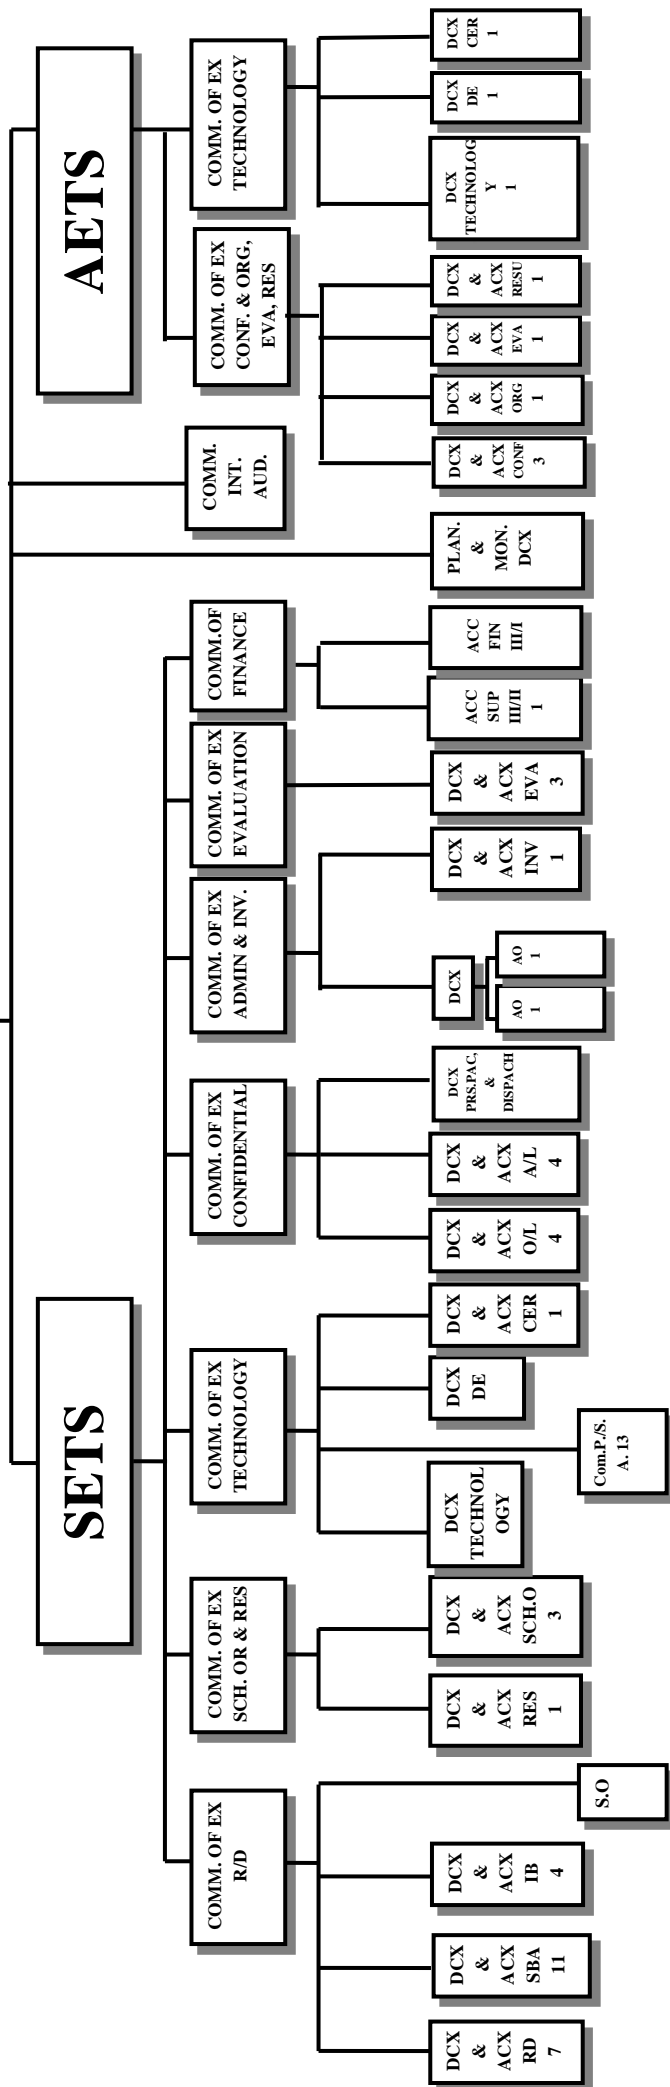 SETS
AETS
COMM. OF EX
R/D
COMM. OF EX
SCH. OR & RES
COMM. OF EX
TECHNOLOGY
COMM. OF EX
CONFIDENTIAL
COMM. OF EX
ADMIN & INV.
COMM. OF EX
EVALUATION
COMM.OF
FINANCE
COMM.
INT.
AUD.
COMM. OF EX
CONF. & ORG,
EVA, RES
COMM. OF EX
TECHNOLOGY
DCX
&
ACX
RD
7
DCX
&
ACX
SBA
11
DCX
&
ACX
IB
4
S.O
DCX
&
ACX
RES
1
DCX
&
ACX
SCH.O
3
DCX
TECHNOL
OGY
Com.P./S.
A. 13
DCX
DE
DCX
&
ACX
CER
1
DCX
&
ACX
O/L
4
DCX
&
ACX
A/L
4
DCX
PRS.PAC,
&
DISPACH
DCX
AO
1
AO
1
DCX
&
ACX
INV
1
DCX
&
ACX
EVA
3
ACC
SUP
III/II
1
ACC
FIN
III/I
PLAN.
&
MON.
DCX
DCX
&
ACX
CONF
3
DCX
&
ACX
ORG
1
DCX
&
ACX
EVA
1
DCX
&
ACX
RESU
1
DCX
TECHNOLOG
Y
1
DCX
DE
1
DCX
CER
1